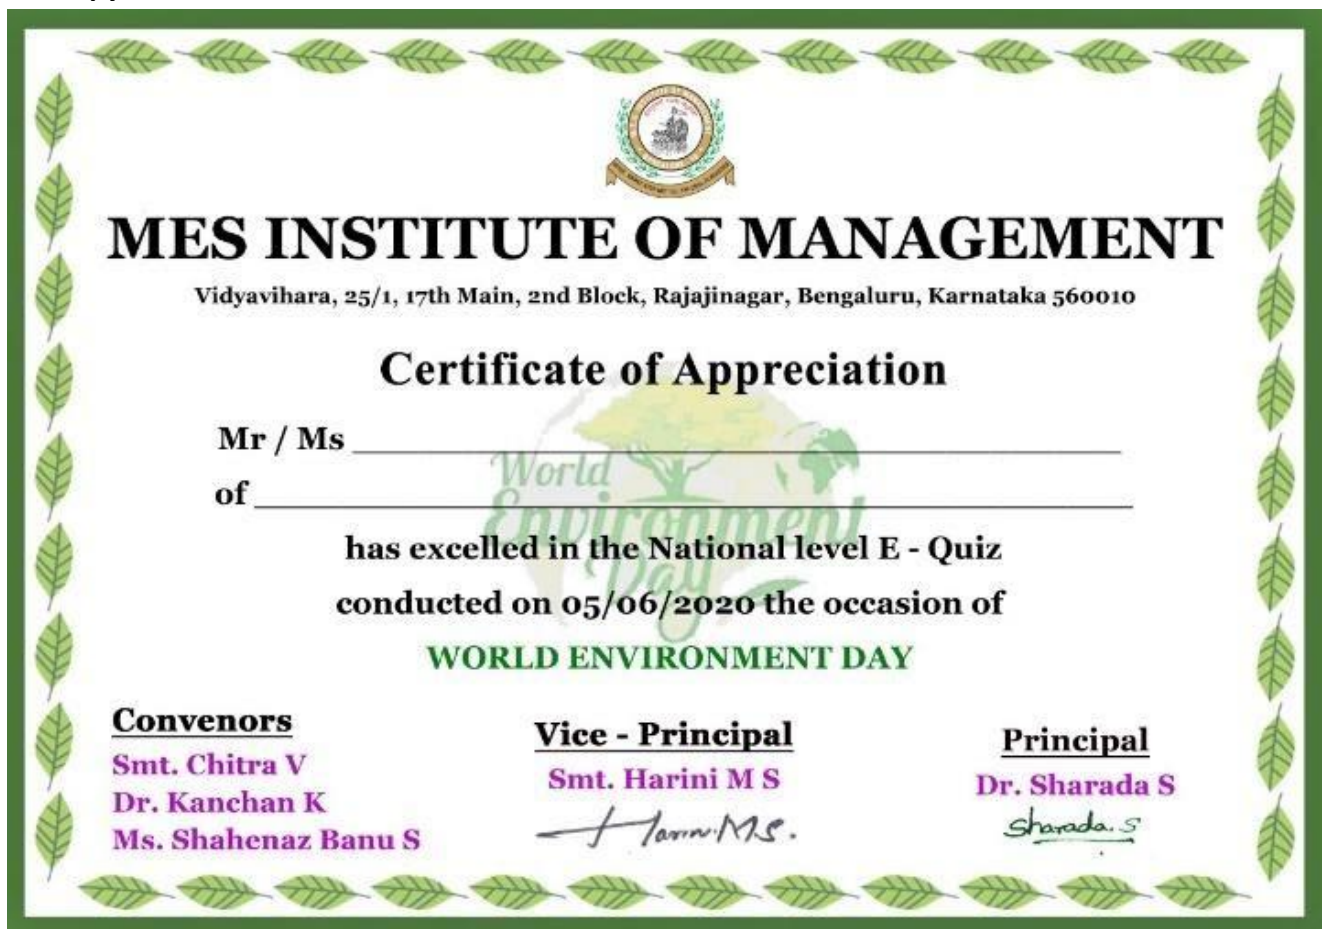 MES INSTITUTE OF MANAGEMENT
Vidyavihara, 25/1, 17th Main, 2nd Block, Rajajinagar, Bengaluru, Karnataka 560010
Certificate of Appreciation
Mr / Ms
of
World
Environment
Day
has excelled in the National level E - Quiz
conducted on 05/06/2020 the occasion of
WORLD ENVIRONMENT DAY
Convenors
Smt. Chitra V
Dr. Kanchan K
Ms. Shahenaz Banu S
Vice - Principal
Smt. Harini M S
Harini M S.
Principal
Dr. Sharada S
Sharada. S